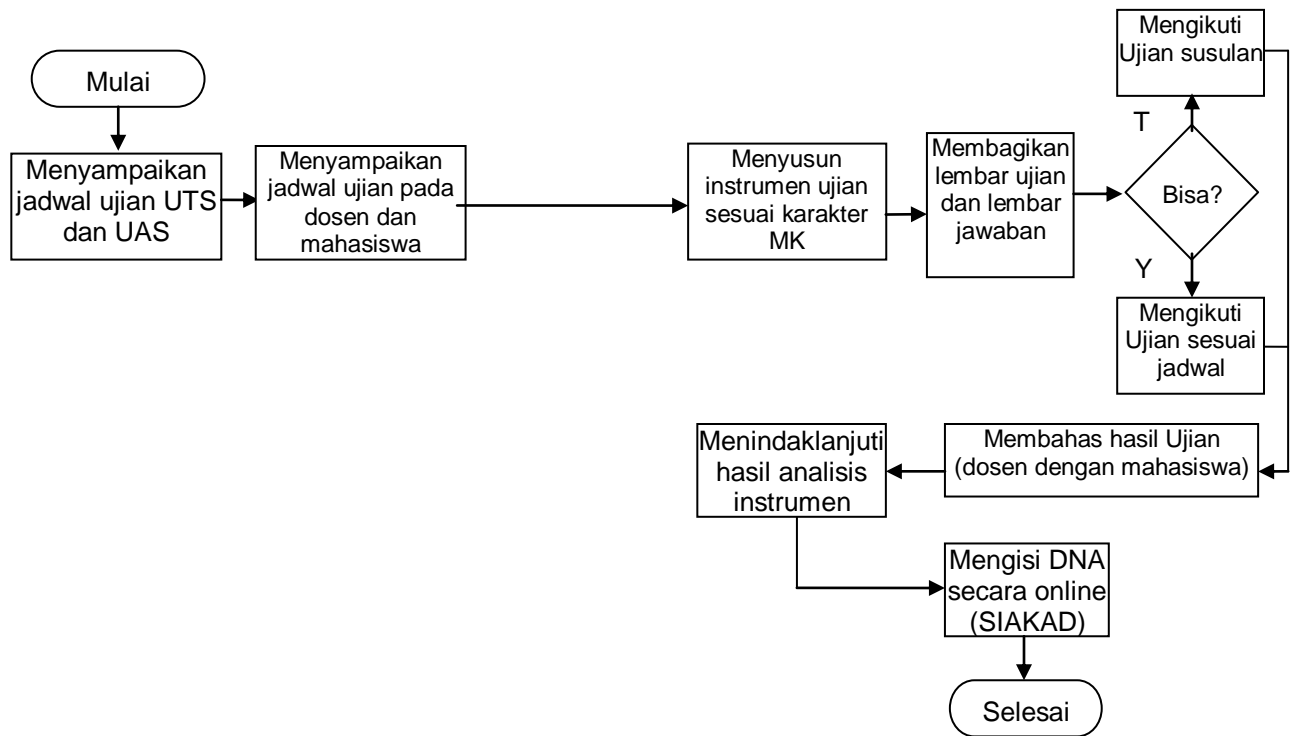 Mulai
Menyampaikan
jadwal ujian UTS
dan UAS
Menyampaikan
jadwal ujian pada
dosen dan
mahasiswa
Menyusun
instrumen ujian
sesuai karakter
MK
Membagikan
lembar ujian
dan lembar
jawaban
Bisa?
T
Mengikuti
Ujian susulan
Y
Mengikuti
Ujian sesuai
jadwal
Membahas hasil Ujian
(dosen dengan mahasiswa)
Menindaklanjuti
hasil analisis
instrumen
Mengisi DNA
secara online
(SIAKAD)
Selesai